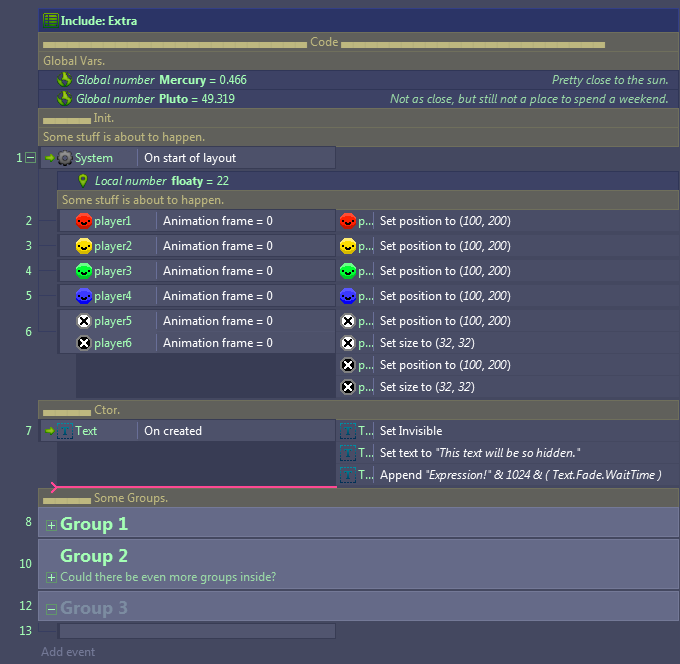 Include: Extra
Code
Global Vars.
Global number Mercury = 0.466 Pretty close to the sun.
Global number Pluto = 49.319 Not as close, but still not a place to spend a weekend.
Init.
Some stuff is about to happen.
1 System On start of layout
Local number floaty = 22
Some stuff is about to happen.
2 player1 Animation frame = 0 p... Set position to (100, 200)
3 player2 Animation frame = 0 p... Set position to (100, 200)
4 player3 Animation frame = 0 p... Set position to (100, 200)
5 player4 Animation frame = 0 p... Set position to (100, 200)
6 player5 Animation frame = 0 p... Set position to (100, 200)
player6 Animation frame = 0 p... Set size to (32, 32)
p... Set position to (100, 200)
p... Set size to (32, 32)
Ctor.
7 Text On created T... Set Invisible
T... Set text to "This text will be so hidden."
T... Append "Expression!" & 1024 & ( Text.Fade.WaitTime )
Some Groups.
8 Group 1
10 Group 2
Could there be even more groups inside?
12 Group 3
13
Add event